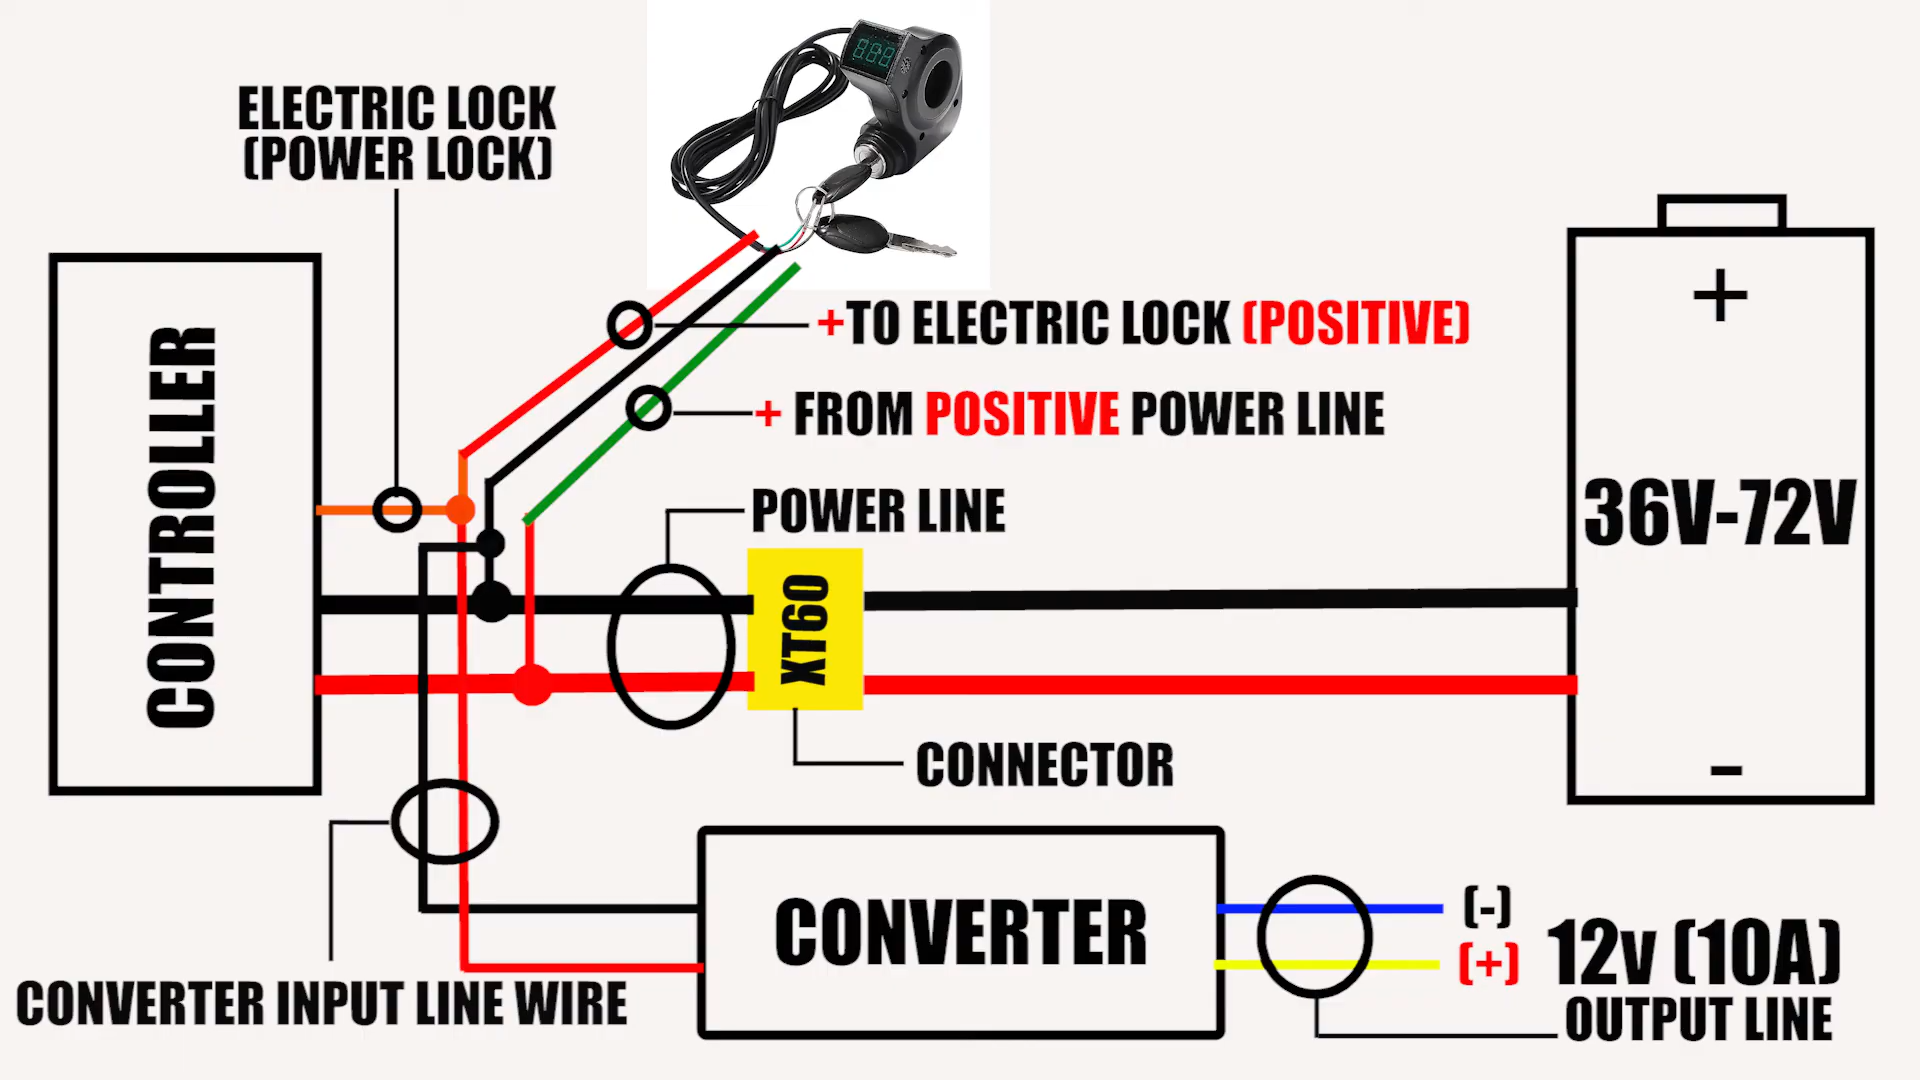 ELECTRIC LOCK
(POWER LOCK)
CONTROLLER
+TO ELECTRIC LOCK (POSITIVE)
+ FROM POSITIVE POWER LINE
POWER LINE
XT60
CONNECTOR
+
36V-72V
-
CONVERTER INPUT LINE WIRE
CONVERTER
(-)
(+)
12v (10A)
OUTPUT LINE